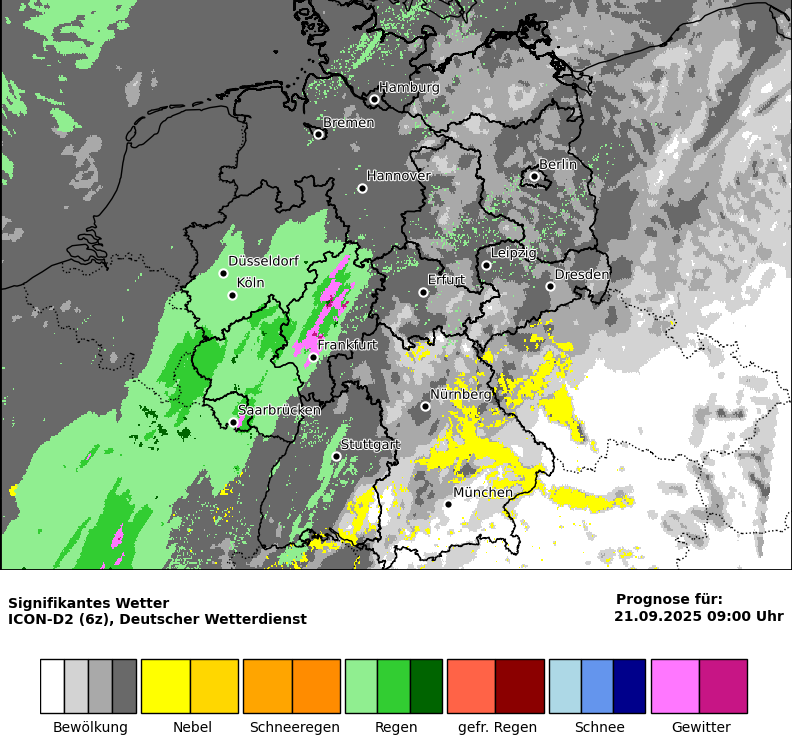 Hamburg
Bremen
Berlin
Hannover
Leipzig
Düsseldorf
Dresden
Köln
Erfurt
Frankfurt
Nürnberg
Saarbrücken
Stuttgart
München
Signifikantes Wetter
ICON-D2 (6z), Deutscher Wetterdienst
Prognose für:
21.09.2025 09:00 Uhr
Bewölkung
Nebel
Schneeregen
Regen
gefr. Regen
Schnee
Gewitter